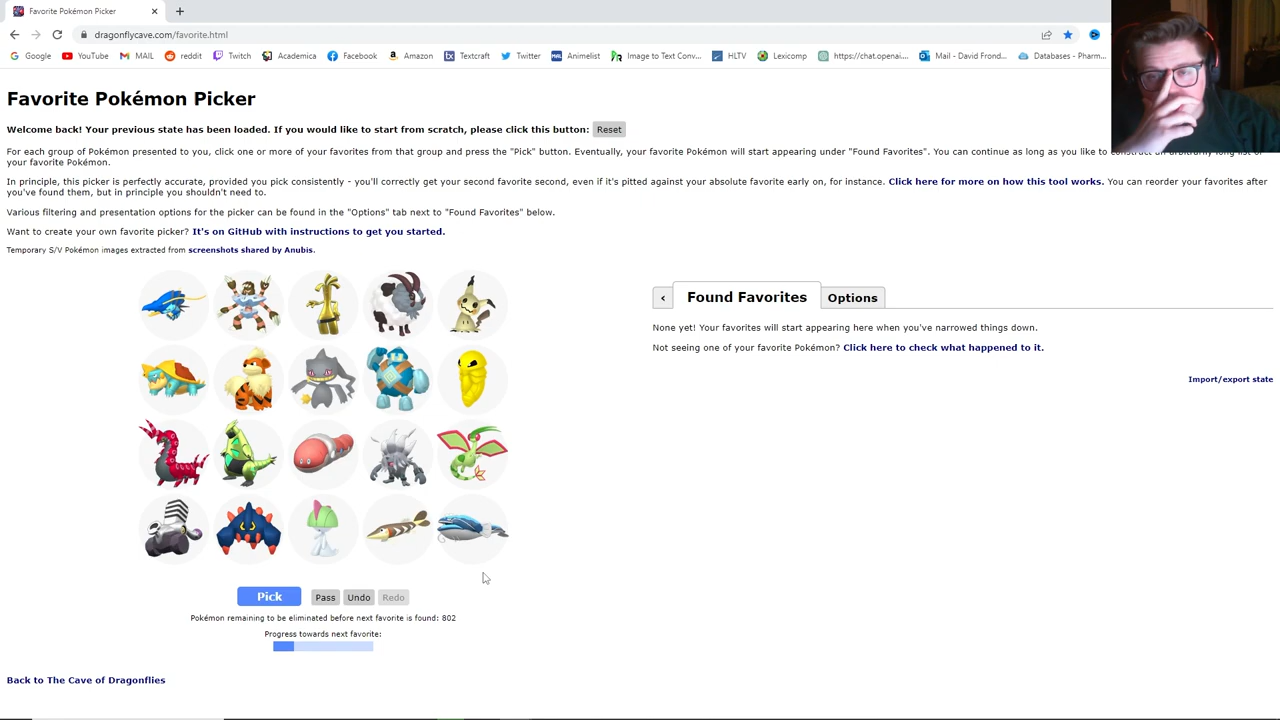 Favorite Pokémon Picker
dragonflycave.com/favorite.html
Google YouTube MAIL reddit Twitch Academica Facebook Amazon Textcraft Twitter Animelist Image to Text Conv... HLTV Lexicomp https://chat.openai... Mail - David Frond... Databases - Pharm...
Favorite Pokémon Picker
Welcome back! Your previous state has been loaded. If you would like to start from scratch, please click this button: Reset
For each group of Pokémon presented to you, click one or more of your favorites from that group and press the "Pick" button. Eventually, your favorite Pokémon will start appearing under "Found Favorites". You can continue as long as you like to construct an arbitrarily long list of
your favorite Pokémon.
In principle, this picker is perfectly accurate, provided you pick consistently - you'll correctly get your second favorite second, even if it's pitted against your absolute favorite early on, for instance. Click here for more on how this tool works. You can reorder your favorites after
you've found them, but in principle you shouldn't need to.
Various filtering and presentation options for the picker can be found in the "Options" tab next to "Found Favorites" below.
Want to create your own favorite picker? It's on GitHub with instructions to get you started.
Temporary S/V Pokémon images extracted from screenshots shared by Anubis.
‹ Found Favorites Options
None yet! Your favorites will start appearing here when you've narrowed things down.
Not seeing one of your favorite Pokémon? Click here to check what happened to it.
Import/export state
Pick Pass Undo Redo
Pokémon remaining to be eliminated before next favorite is found: 802
Progress towards next favorite:
Back to The Cave of Dragonflies